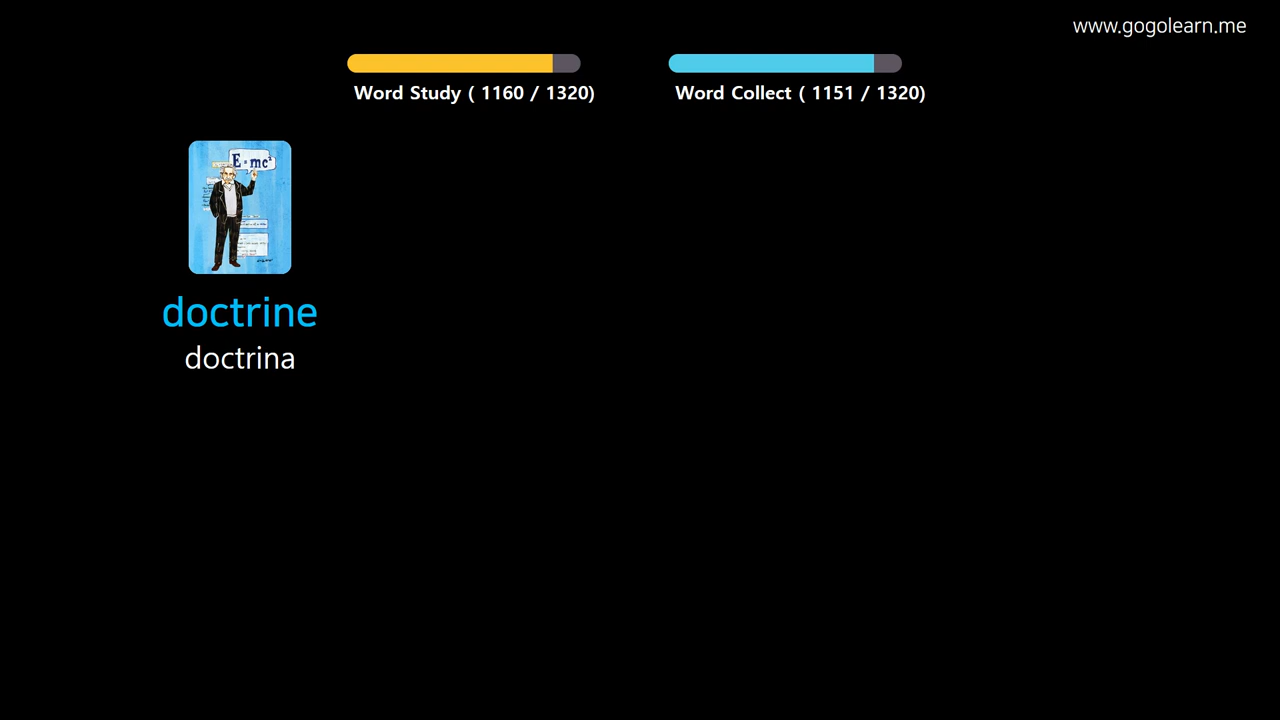 www.gogolearn.me
Word Study ( 1160 / 1320)
Word Collect ( 1151 / 1320)
E=mc²
doctrine
doctrina